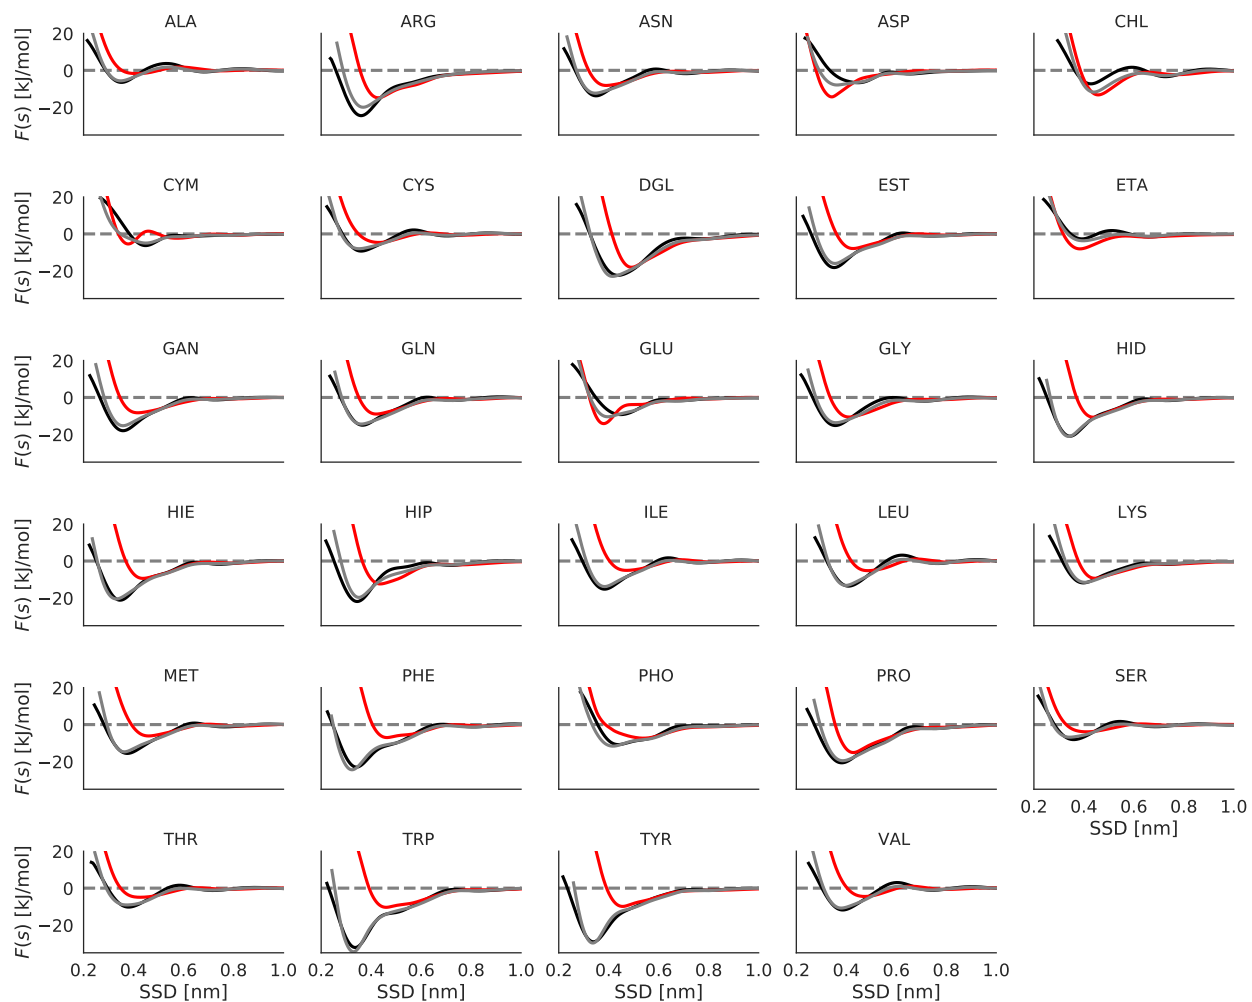 ALA ARG ASN ASP CHL
20
0
−20
F(s) [kJ/mol]
CYM CYS DGL EST ETA
20
0
−20
F(s) [kJ/mol]
GAN GLN GLU GLY HID
20
0
−20
F(s) [kJ/mol]
HIE HIP ILE LEU LYS
20
0
−20
F(s) [kJ/mol]
MET PHE PHO PRO SER
20
0
−20
F(s) [kJ/mol]
0.2 0.4 0.6 0.8 1.0
SSD [nm]
THR TRP TYR VAL
20
0
−20
F(s) [kJ/mol]
0.2 0.4 0.6 0.8 1.0 0.2 0.4 0.6 0.8 1.0 0.2 0.4 0.6 0.8 1.0 0.2 0.4 0.6 0.8 1.0
SSD [nm] SSD [nm] SSD [nm] SSD [nm]